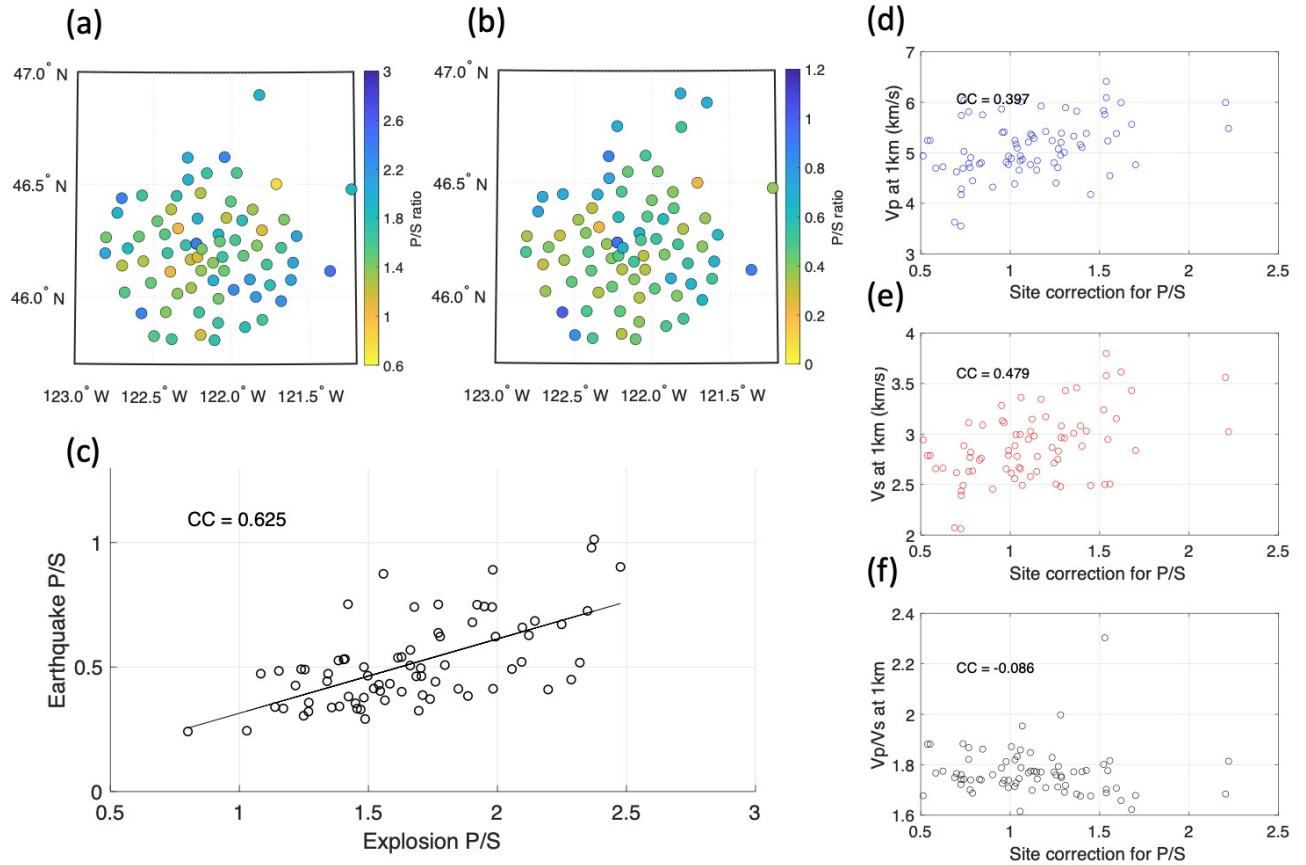 (a)
47.0° N
46.5° N
46.0° N
123.0° W
122.5° W
122.0° W
121.5° W
3
2.6
2.2
1.8
1.4
1
0.6
P/S ratio
(b)
47.0° N
46.5° N
46.0° N
123.0° W
122.5° W
122.0° W
121.5° W
1.2
1
0.8
0.6
0.4
0.2
0
P/S ratio
(c)
CC = 0.625
Earthquake P/S
1
0.5
0
0.5
1
1.5
2
2.5
3
Explosion P/S
(d)
CC = 0.397
Vp at 1km (km/s)
7
6
5
4
3
0.5
1
1.5
2
2.5
Site correction for P/S
(e)
CC = 0.479
Vs at 1km (km/s)
4
3.5
3
2.5
2
0.5
1
1.5
2
2.5
Site correction for P/S
(f)
CC = -0.086
Vp/Vs at 1km
2.4
2.2
2
1.8
1.6
0.5
1
1.5
2
2.5
Site correction for P/S